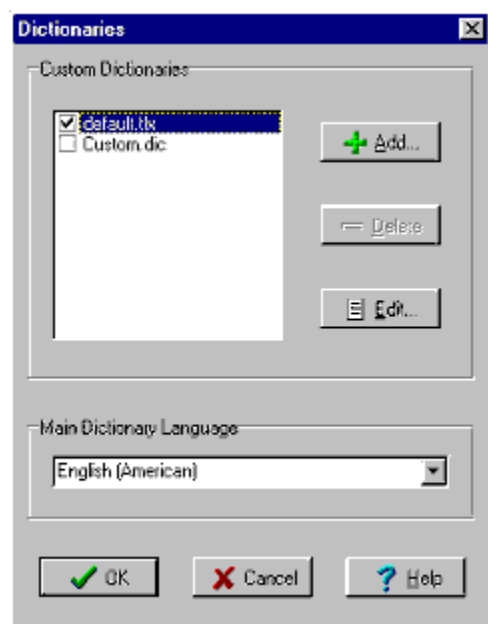 Dictionaries
Custom Dictionaries
default.tlx
Custom.dic
Add...
Delete
Edit...
Main Dictionary Language
English (American)
OK
Cancel
Help